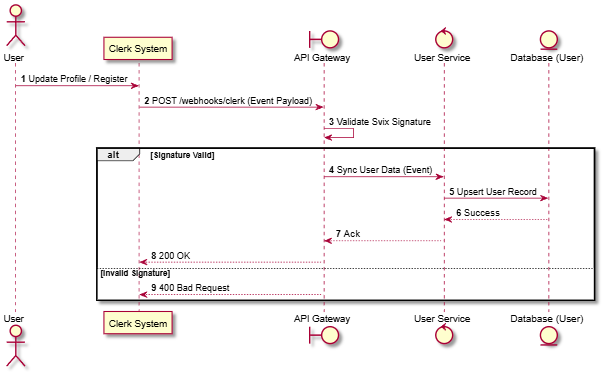 User
Clerk System
API Gateway
User Service
Database (User)
1 Update Profile / Register
2 POST /webhooks/clerk (Event Payload)
3 Validate Svix Signature
alt [Signature Valid]
4 Sync User Data (Event)
5 Upsert User Record
6 Success
7 Ack
8 200 OK
[Invalid Signature]
9 400 Bad Request
User
Clerk System
API Gateway
User Service
Database (User)